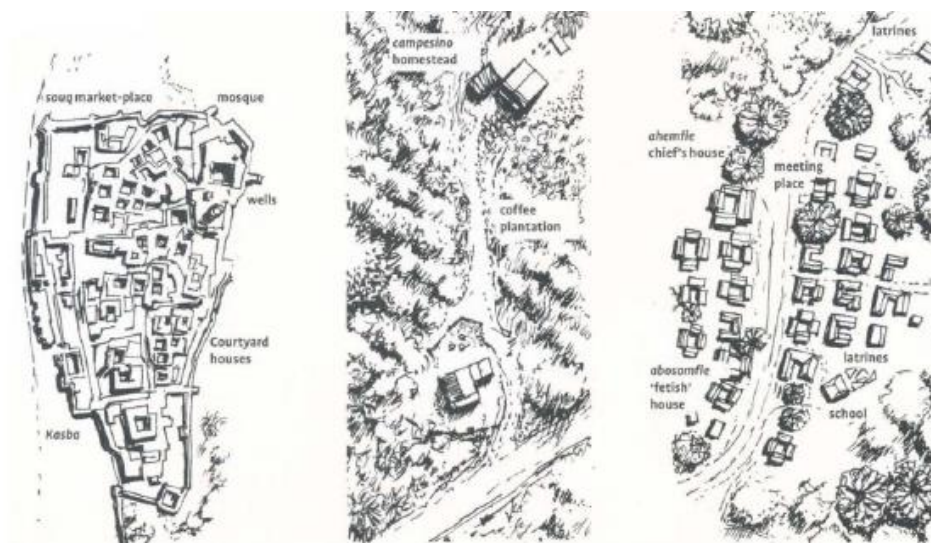 souq market-place
mosque
wells
Courtyard
houses
Kasba
campesino
homestead
coffee
plantation
latrines
ahemfie
chief's house
meeting
place
abosomfie
'fetish'
house
latrines
school